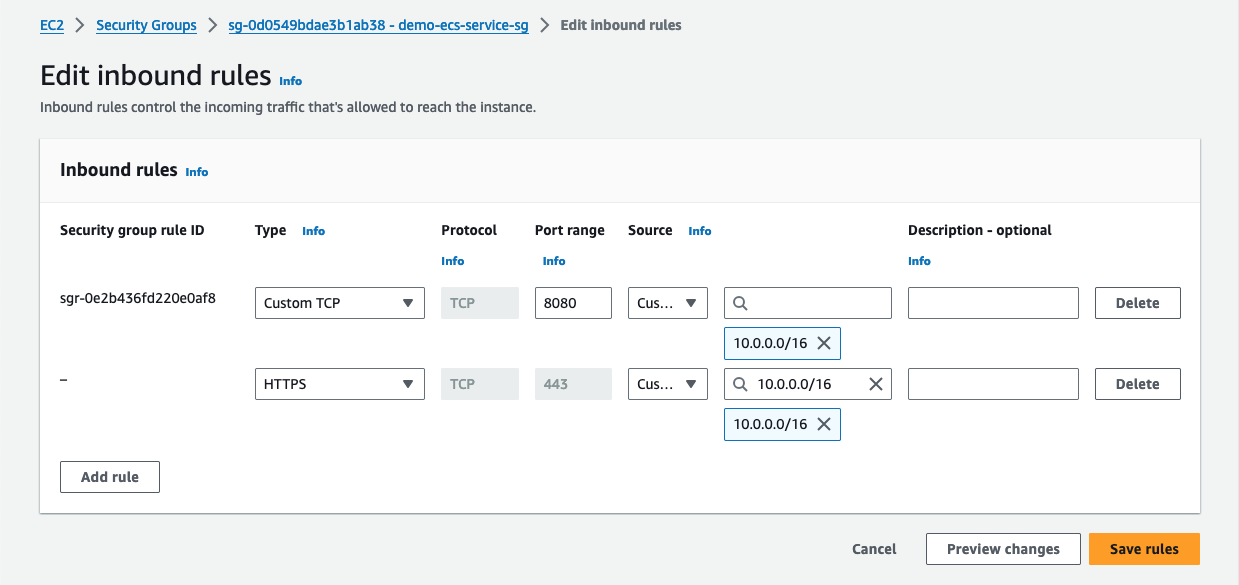 EC2 > Security Groups > sg-0d0549bdae3b1ab38 - demo-ecs-service-sg > Edit inbound rules
Edit inbound rules Info
Inbound rules control the incoming traffic that's allowed to reach the instance.
Inbound rules Info
Security group rule ID Type Info Protocol Port range Source Info Description - optional
Info Info Info
sgr-0e2b436fd220e0af8 Custom TCP TCP 8080 Cus... Delete
10.0.0.0/16
– HTTPS TCP 443 Cus... 10.0.0.0/16 Delete
10.0.0.0/16
Add rule
Cancel Preview changes Save rules